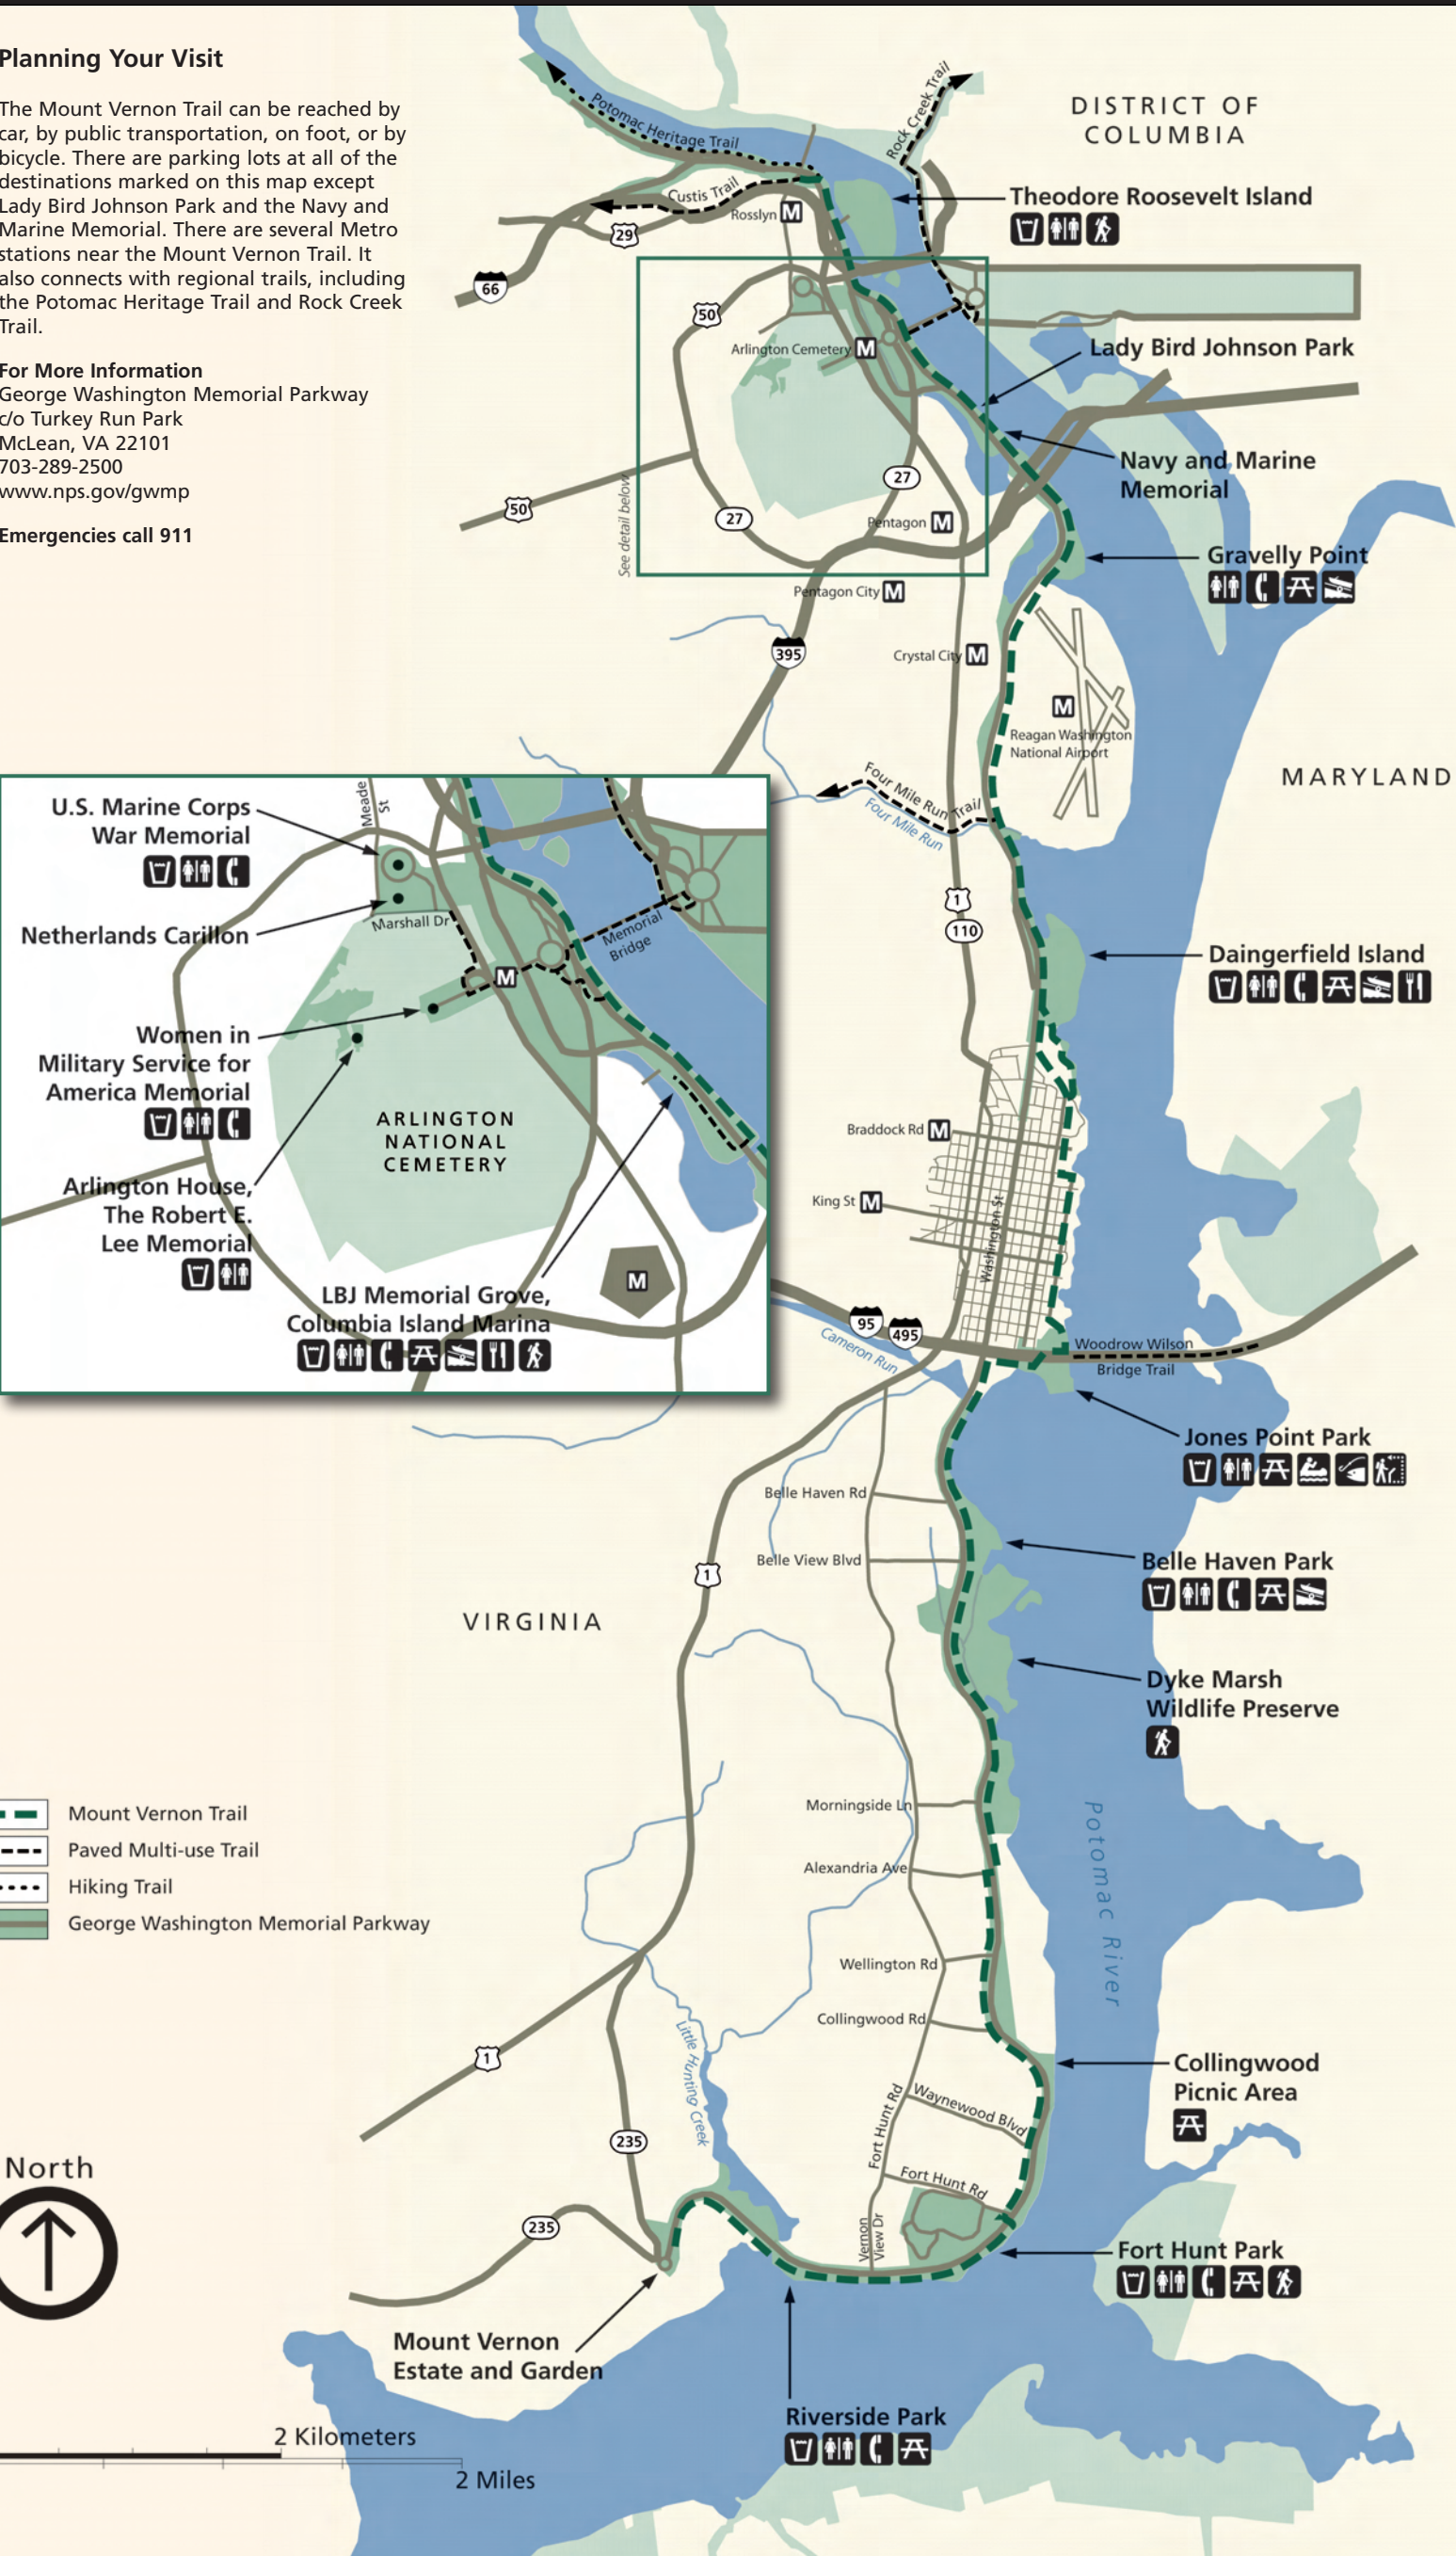 Planning Your Visit
The Mount Vernon Trail can be reached by
car, by public transportation, on foot, or by
bicycle. There are parking lots at all of the
destinations marked on this map except
Lady Bird Johnson Park and the Navy and
Marine Memorial. There are several Metro
stations near the Mount Vernon Trail. It
also connects with regional trails, including
the Potomac Heritage Trail and Rock Creek
Trail.
For More Information
George Washington Memorial Parkway
c/o Turkey Run Park
McLean, VA 22101
703-289-2500
www.nps.gov/gwmp
Emergencies call 911
Potomac Heritage Trail
Rock Creek Trail
DISTRICT OF
COLUMBIA
Custis Trail
Rosslyn M
Theodore Roosevelt Island
29
66
50
Arlington Cemetery M
Lady Bird Johnson Park
Navy and Marine
Memorial
27
50
27
Pentagon M
See detail below
Gravelly Point
Pentagon City M
395
Crystal City M
M
Reagan Washington
National Airport
MARYLAND
Four Mile Run Trail
Four Mile Run
1
110
Daingerfield Island
Braddock Rd M
King St M
Washington St
95
495
Cameron Run
Woodrow Wilson
Bridge Trail
Jones Point Park
U.S. Marine Corps
War Memorial
Meade
St
Netherlands Carillon
Marshall Dr
Memorial
Bridge
M
Women in
Military Service for
America Memorial
ARLINGTON
NATIONAL
CEMETERY
Arlington House,
The Robert E.
Lee Memorial
M
LBJ Memorial Grove,
Columbia Island Marina
Belle Haven Rd
Belle View Blvd
Belle Haven Park
1
VIRGINIA
Dyke Marsh
Wildlife Preserve
Mount Vernon Trail
Paved Multi-use Trail
Hiking Trail
George Washington Memorial Parkway
Morningside Ln
Alexandria Ave
Potomac River
Wellington Rd
Collingwood Rd
1
Little Hunting Creek
Collingwood
Picnic Area
Fort Hunt Rd
Waynewood Blvd
235
Fort Hunt Rd
North
235
Vernon
View Dr
Fort Hunt Park
Mount Vernon
Estate and Garden
Riverside Park
2 Kilometers
2 Miles